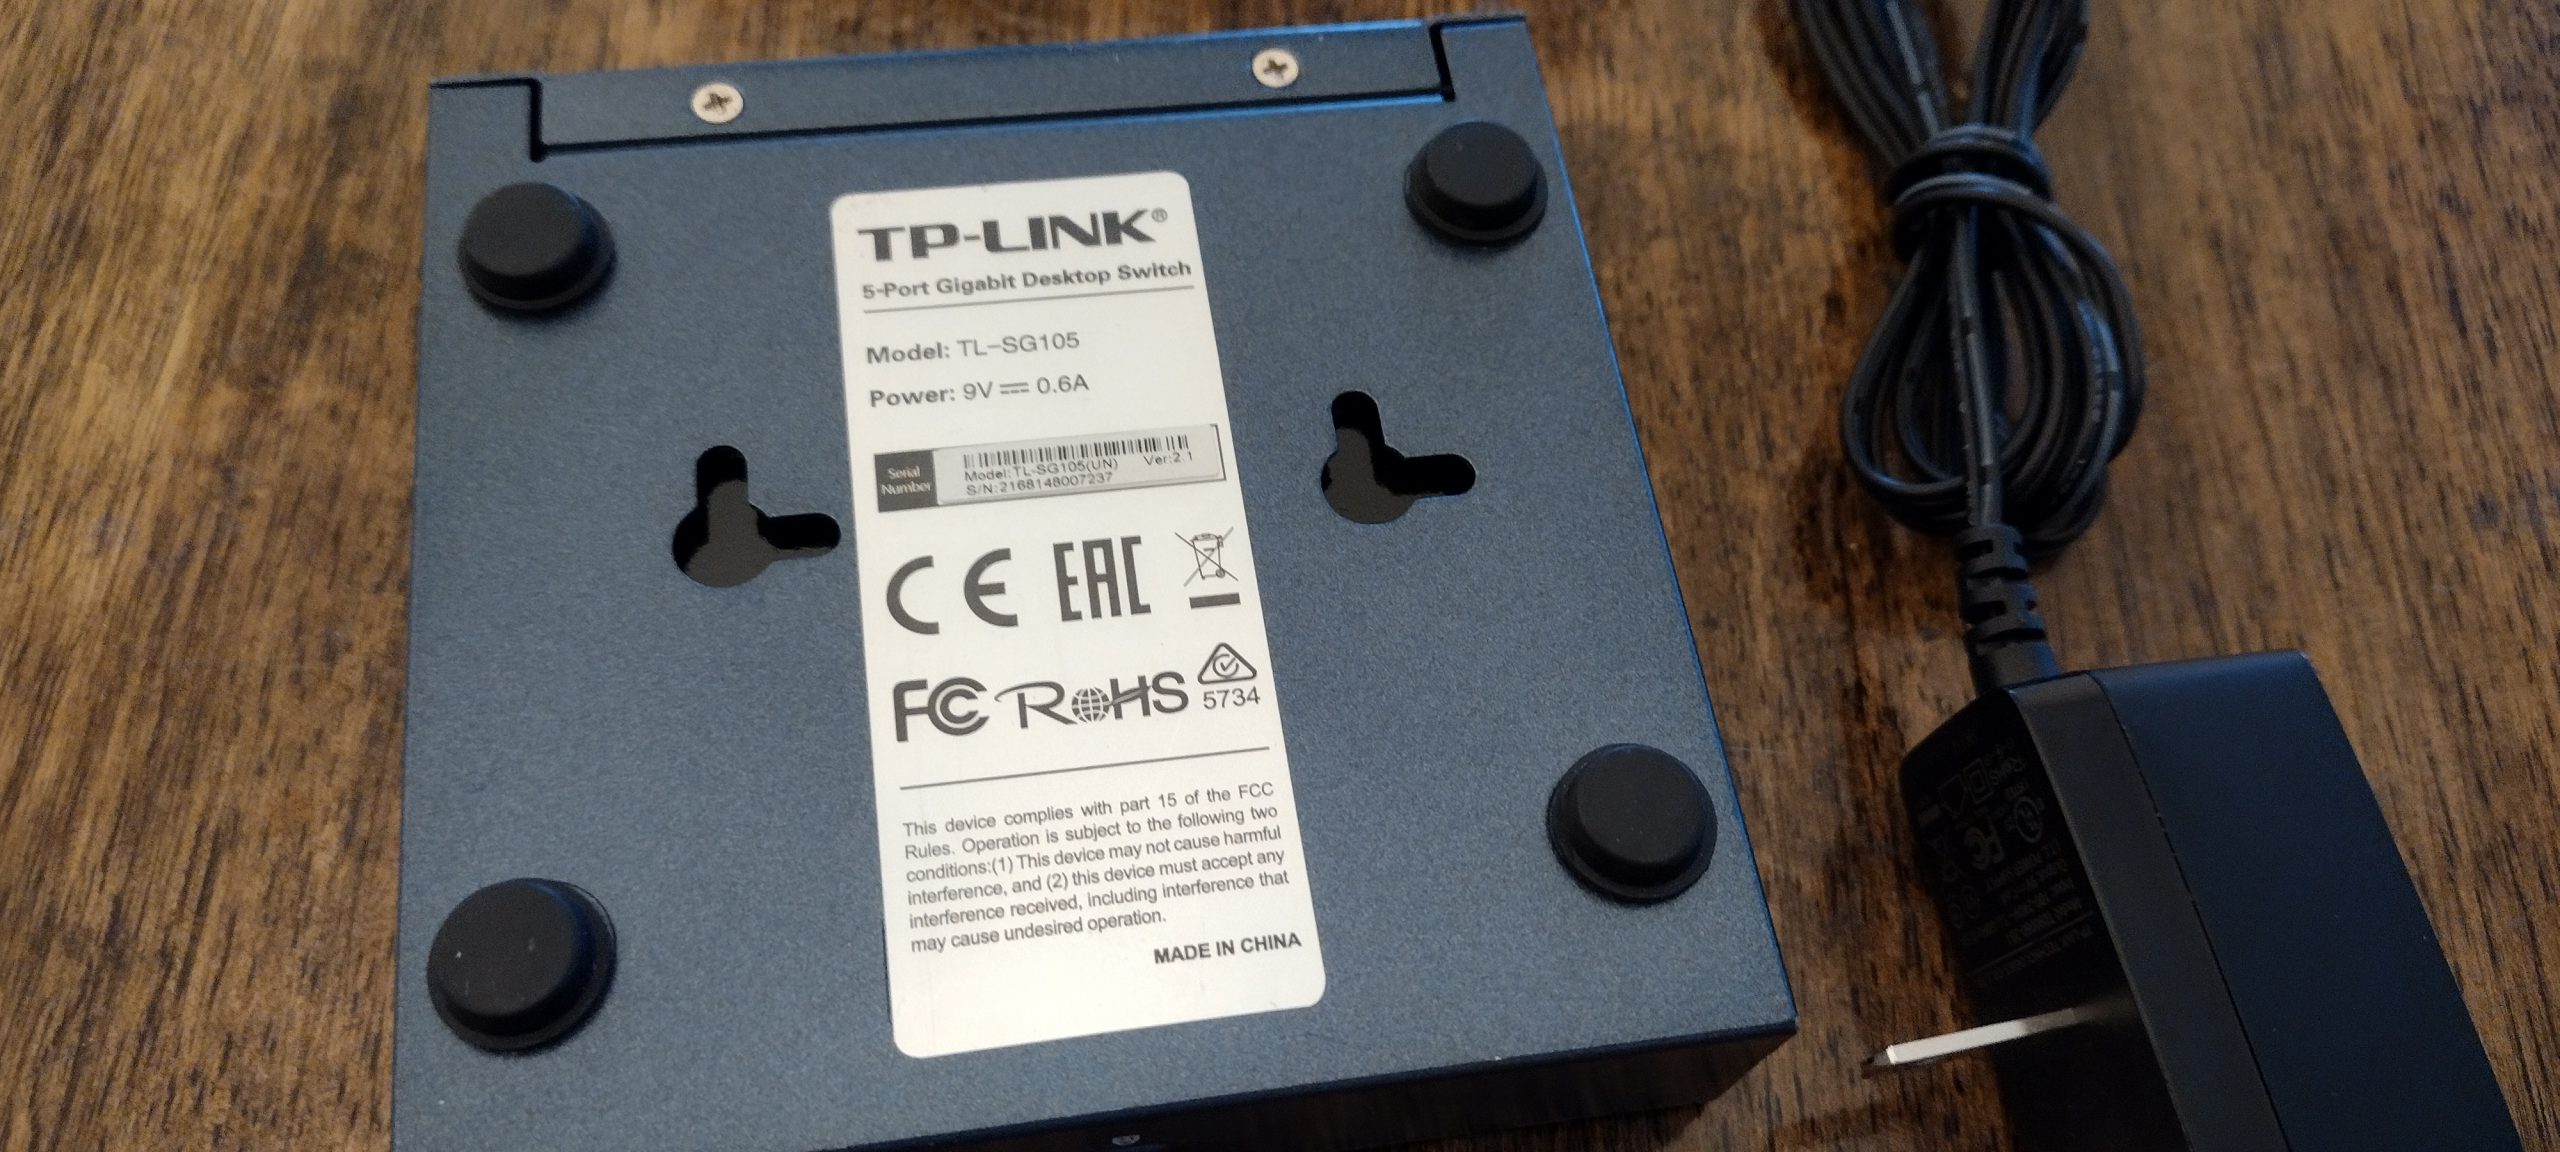 TP-LINK®
5-Port Gigabit Desktop Switch
Model: TL-SG105
Power: 9V ⎓ 0.6A
Serial Number
Model:TL-SG105(UN) Ver:2.1
S/N:2168148007237
CE EAC
FC RoHS
5734
This device complies with part 15 of the FCC
Rules. Operation is subject to the following two
conditions:(1) This device may not cause harmful
interference, and (2) this device must accept any
interference received, including interference that
may cause undesired operation.
MADE IN CHINA
RoHS
FC